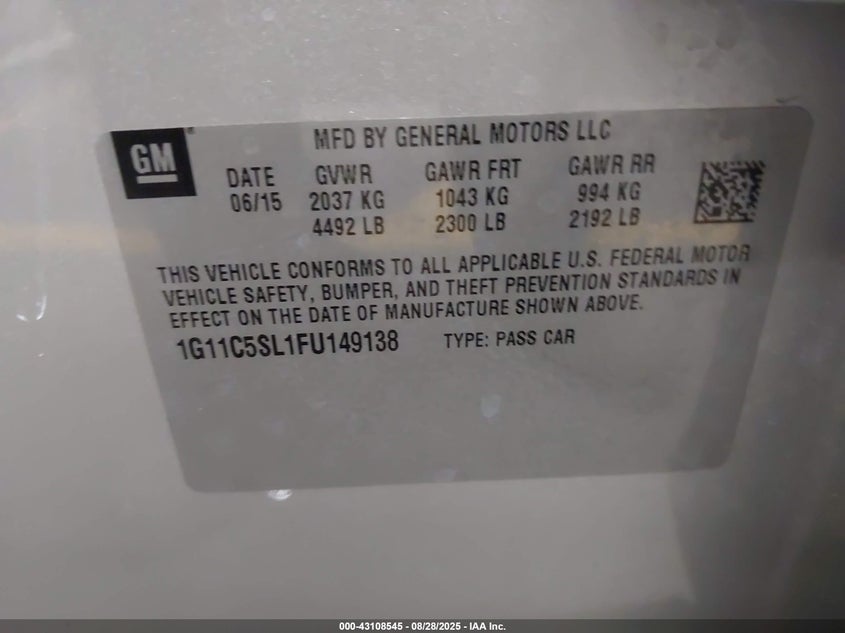 GM
MFD BY GENERAL MOTORS LLC
DATE GVWR GAWR FRT GAWR RR
06/15 2037 KG 1043 KG 994 KG
4492 LB 2300 LB 2192 LB
THIS VEHICLE CONFORMS TO ALL APPLICABLE U.S. FEDERAL MOTOR
VEHICLE SAFETY, BUMPER, AND THEFT PREVENTION STANDARDS IN
EFFECT ON THE DATE OF MANUFACTURE SHOWN ABOVE.
1G11C5SL1FU149138 TYPE: PASS CAR
000-43108545 - 08/28/2025 - IAA Inc.